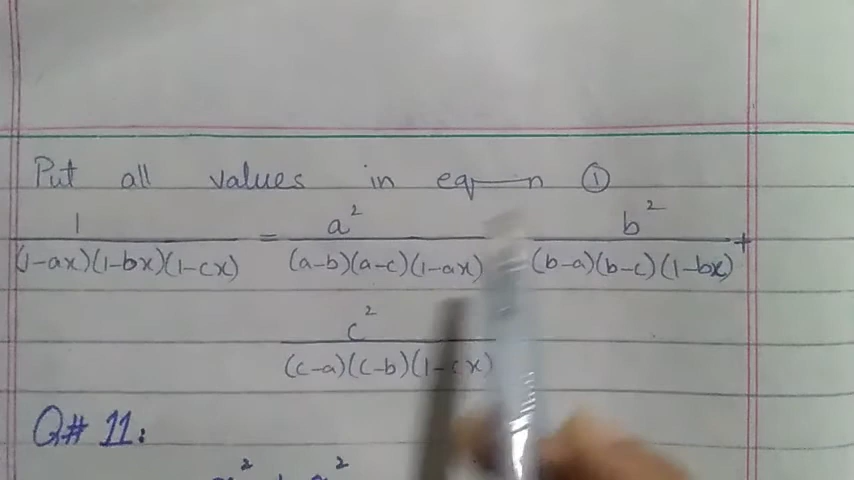 Put all values in eqn ①
1/(1-ax)(1-bx)(1-cx) = a²/(a-b)(a-c)(1-ax) b²/(b-a)(b-c)(1-bx) +
c²/(c-a)(c-b)(1-cx)
Q# 11: